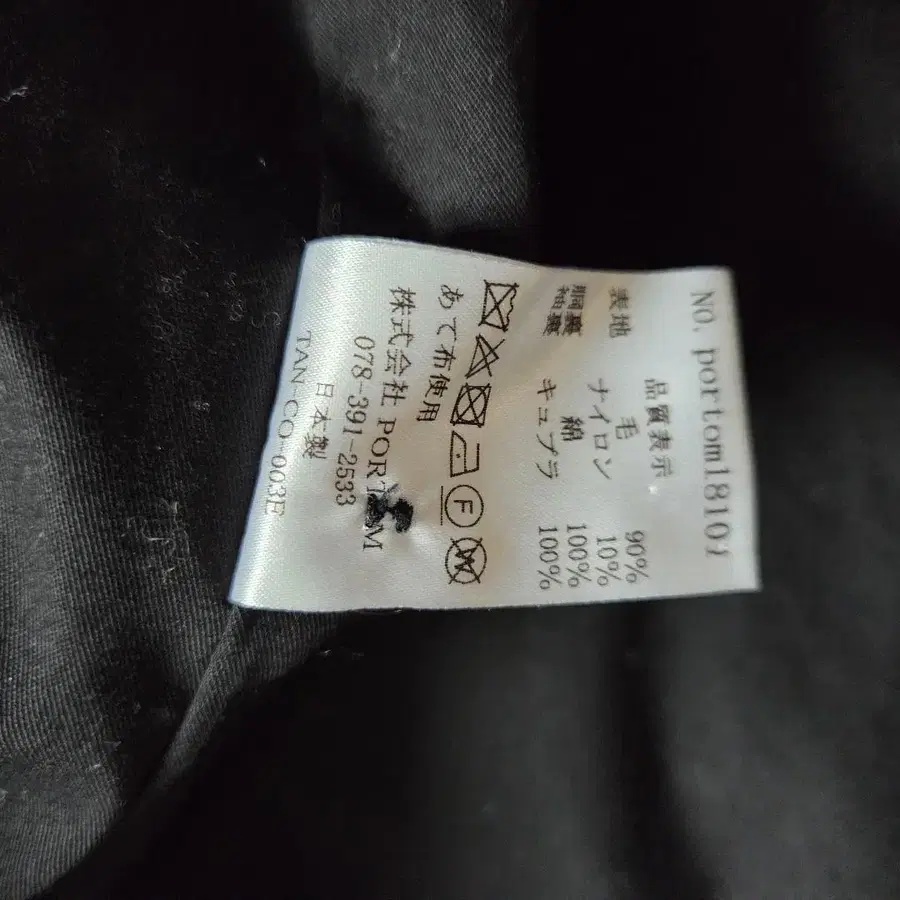 NO. portom18101
品質表示
表地 毛 90%
ナイロン 10%
胴裏 綿 100%
袖裏 キュプラ 100%
F
W
あて布使用
株式会社
078-391-2533
日本製
TAN-CO-003E